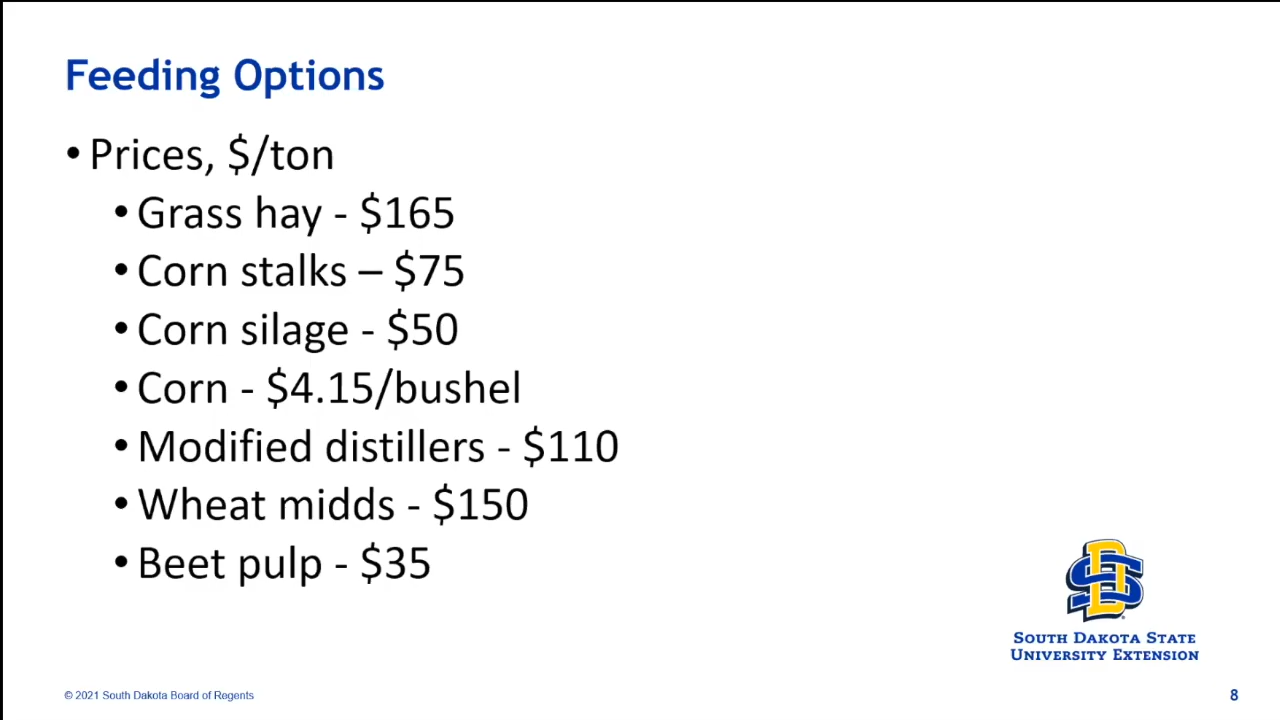 Feeding Options
• Prices, $/ton
• Grass hay - $165
• Corn stalks – $75
• Corn silage - $50
• Corn - $4.15/bushel
• Modified distillers - $110
• Wheat midds - $150
• Beet pulp - $35
SD
SOUTH DAKOTA STATE
UNIVERSITY EXTENSION
© 2021 South Dakota Board of Regents
8